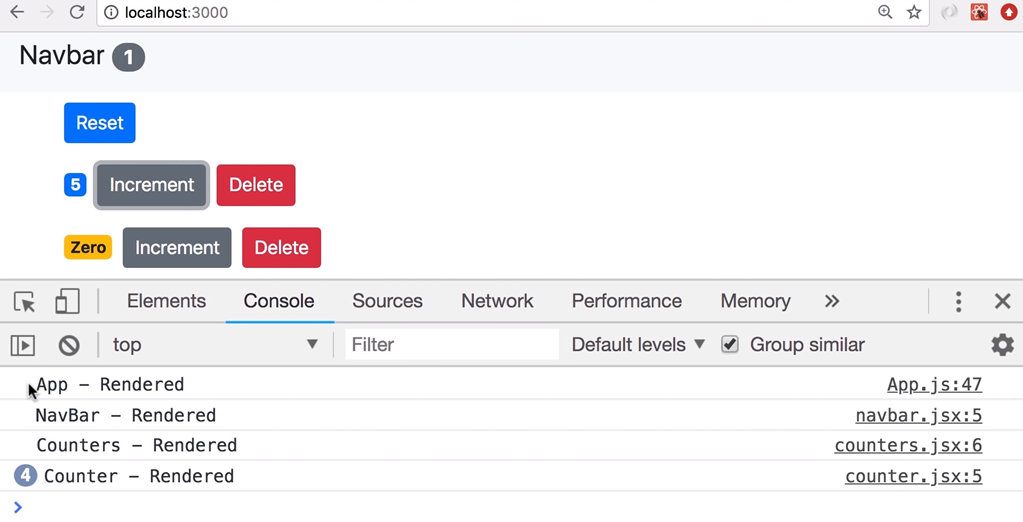 localhost:3000
Navbar 1
Reset
5 Increment Delete
Zero Increment Delete
Elements Console Sources Network Performance Memory »
top Filter Default levels Group similar
App – Rendered App.js:47
NavBar – Rendered navbar.jsx:5
Counters – Rendered counters.jsx:6
4 Counter – Rendered counter.jsx:5